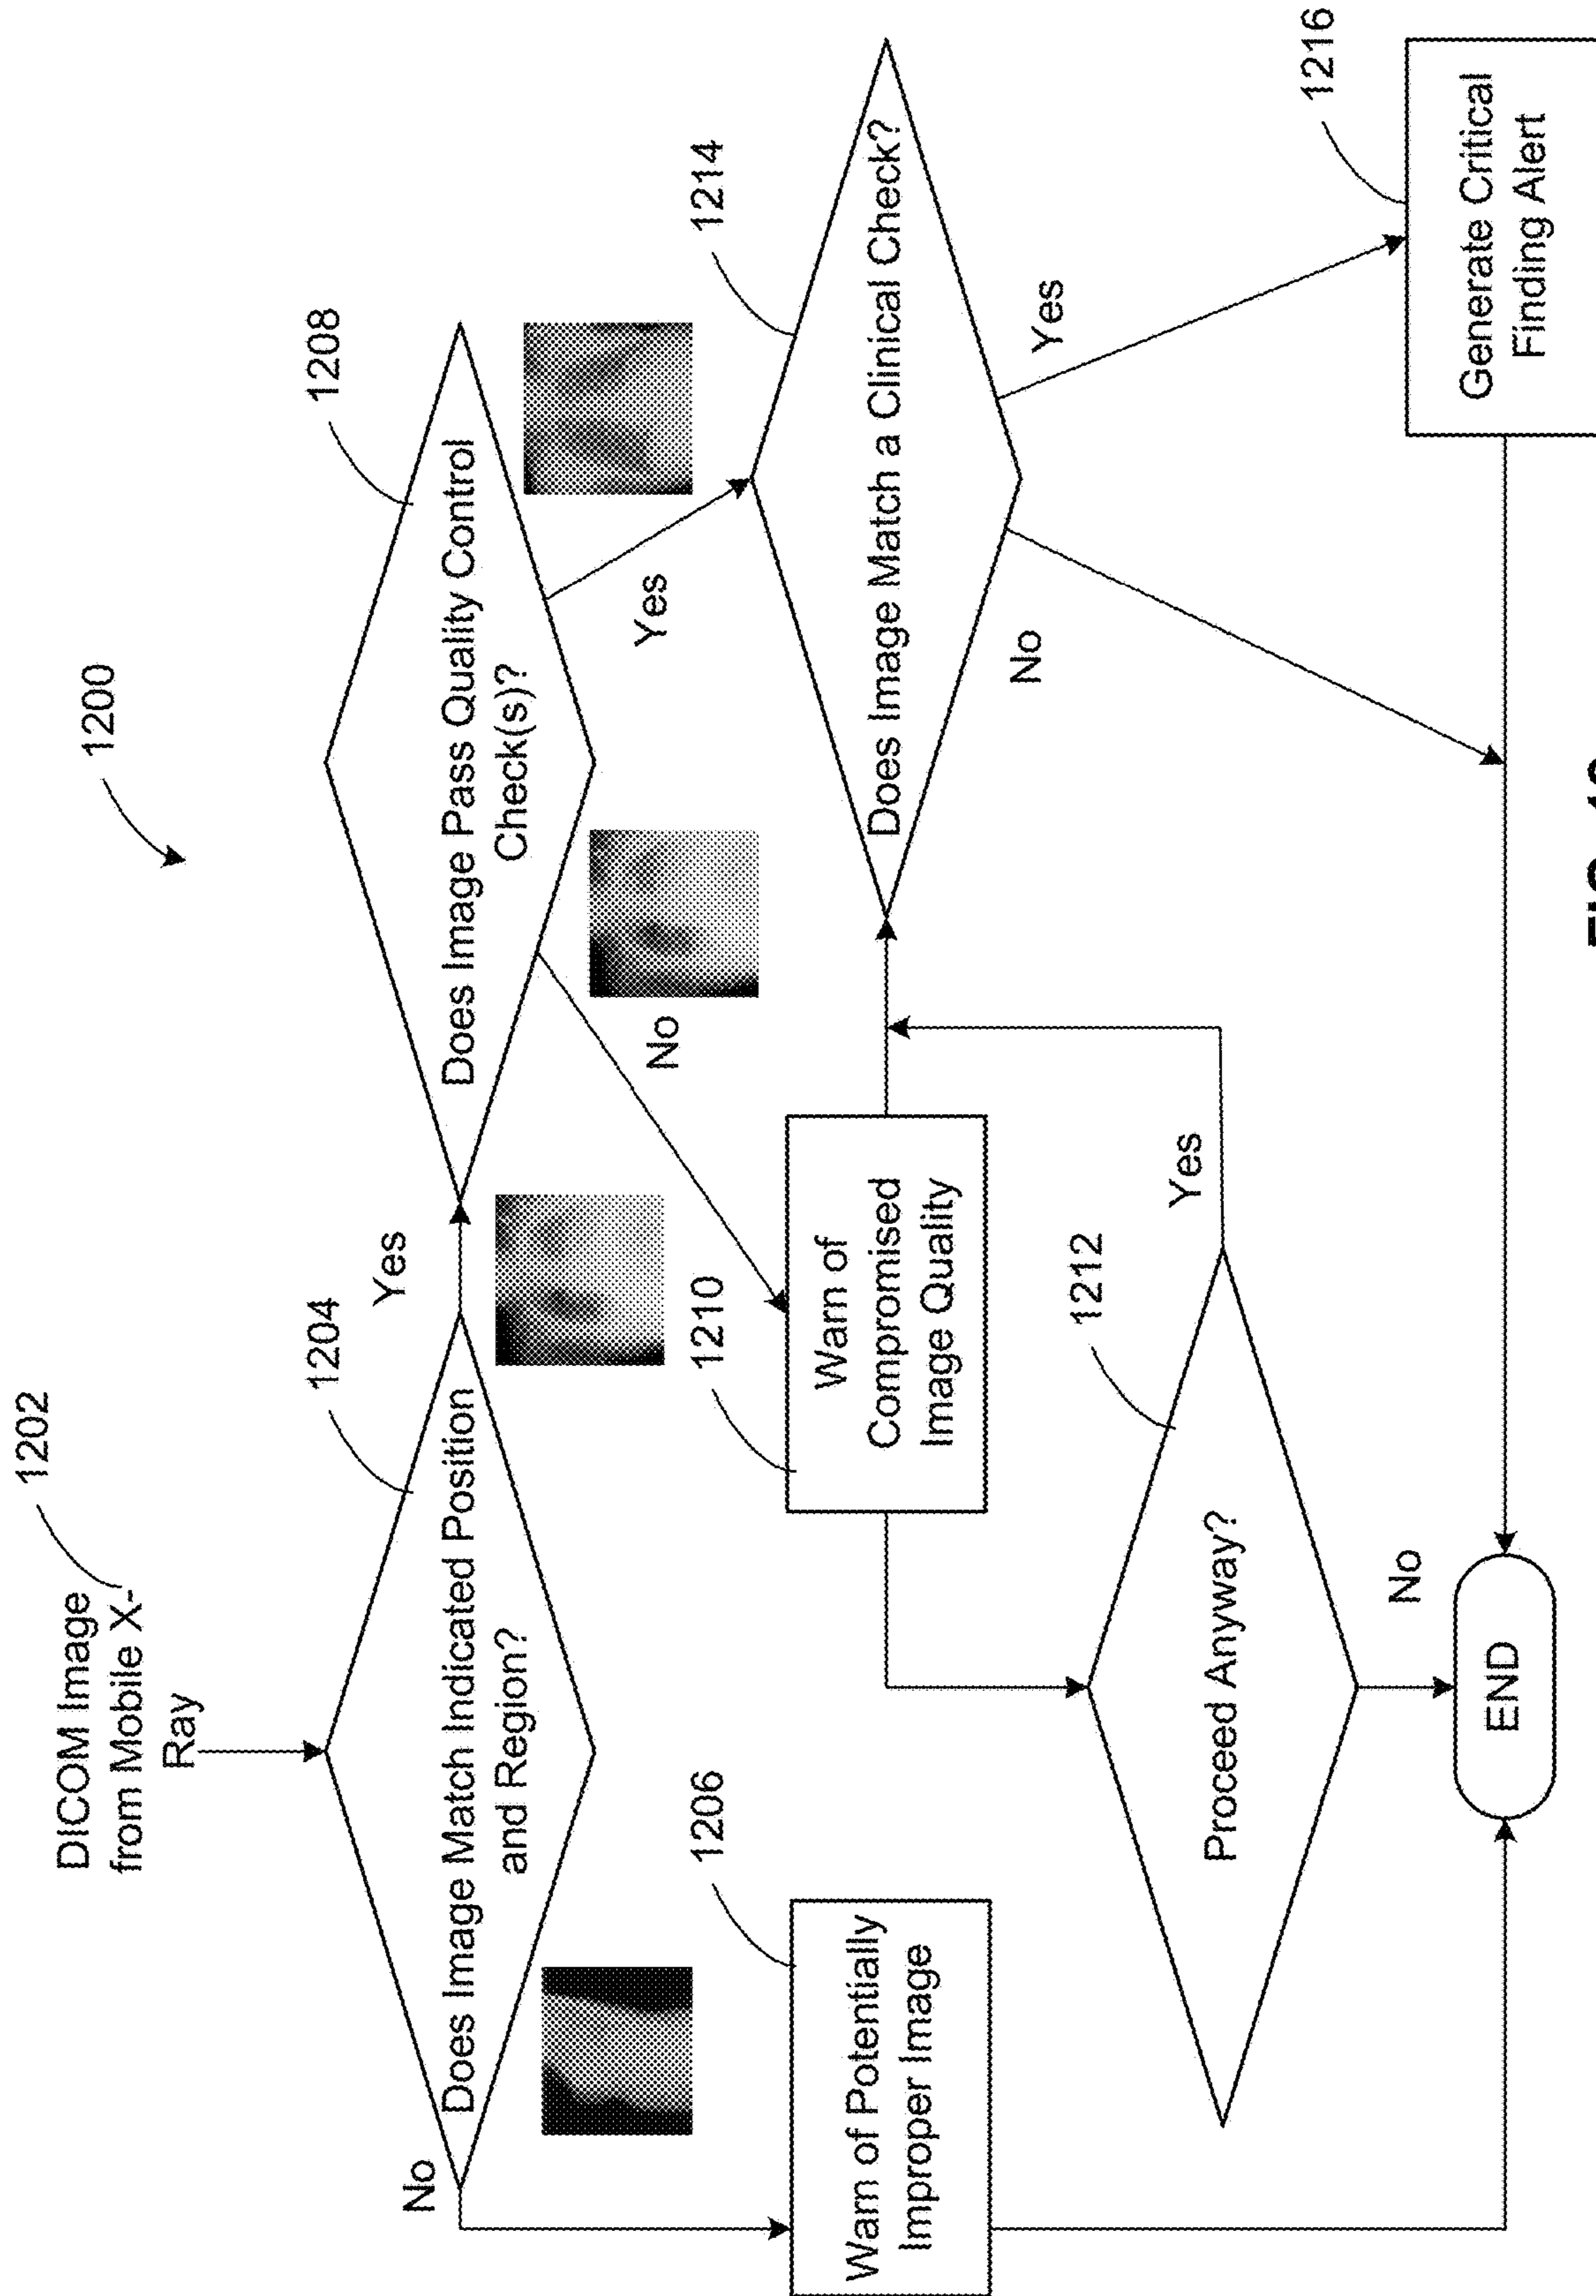 1200
1202
DICOM Image
from Mobile X-
Ray
1204
Does Image Match Indicated Position
and Region?
No
Yes
1206
Warn of Potentially
Improper Image
1208
Does Image Pass Quality Control
Check(s)?
No
Yes
1210
Warn of
Compromised
Image Quality
1212
Proceed Anyway?
Yes
No
1214
Does Image Match a Clinical Check?
No
Yes
1216
Generate Critical
Finding Alert
END